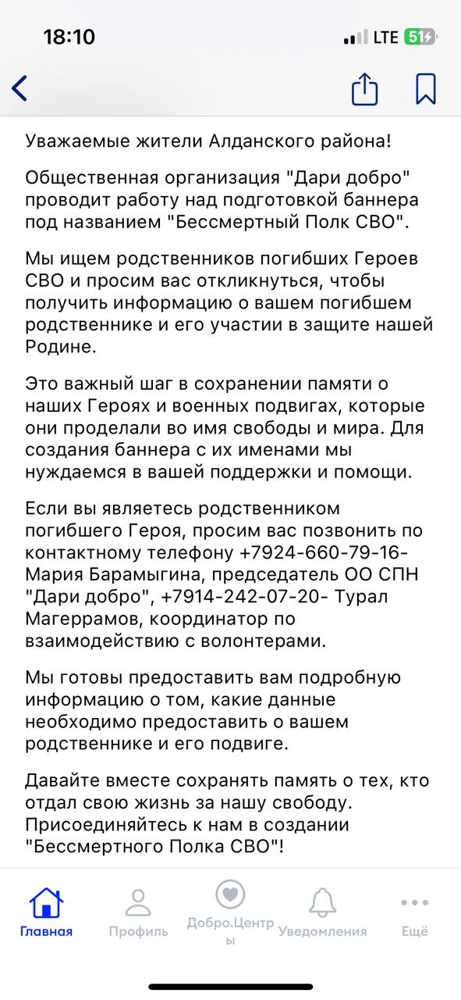 18:10
LTE 51
Уважаемые жители Алданского района!
Общественная организация "Дари добро"
проводит работу над подготовкой баннера
под названием "Бессмертный Полк СВО".
Мы ищем родственников погибших Героев
СВО и просим вас откликнуться, чтобы
получить информацию о вашем погибшем
родственнике и его участии в защите нашей
Родине.
Это важный шаг в сохранении памяти о
наших Героях и военных подвигах, которые
они проделали во имя свободы и мира. Для
создания баннера с их именами мы
нуждаемся в вашей поддержки и помощи.
Если вы являетесь родственником
погибшего Героя, просим вас позвонить по
контактному телефону +7924-660-79-16-
Мария Барамыгина, председатель ОО СПН
"Дари добро", +7914-242-07-20- Турал
Магеррамов, координатор по
взаимодействию с волонтерами.
Мы готовы предоставить вам подробную
информацию о том, какие данные
необходимо предоставить о вашем
родственнике и его подвиге.
Давайте вместе сохранять память о тех, кто
отдал свою жизнь за нашу свободу.
Присоединяйтесь к нам в создании
"Бессмертного Полка СВО"!
Главная
Профиль
Добро.Центр
ы
Уведомления
Ещё